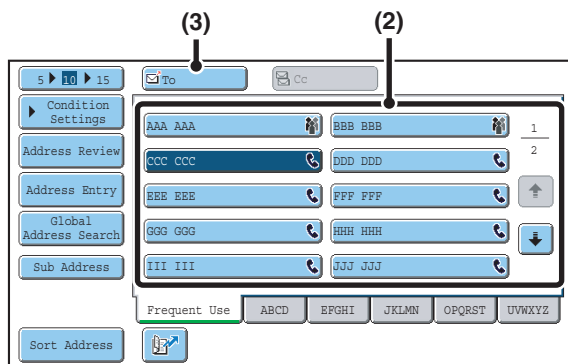 (3) (2)
5 10 15
To
Cc
Condition
Settings
Address Review
Address Entry
Global
Address Search
Sub Address
Sort Address
AAA AAA
BBB BBB
CCC CCC
DDD DDD
EEE EEE
FFF FFF
GGG GGG
HHH HHH
III III
JJJ JJJ
1
2
Frequent Use
ABCD
EFGHI
JKLMN
OPQRST
UVWXYZ